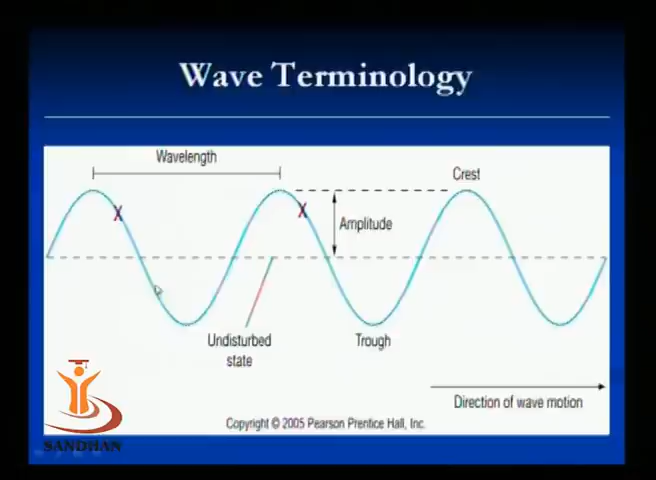 Wave Terminology
Wavelength
Crest
X
X
Amplitude
Undisturbed
state
Trough
Direction of wave motion
Copyright © 2005 Pearson Prentice Hall, Inc.
SANDHAN